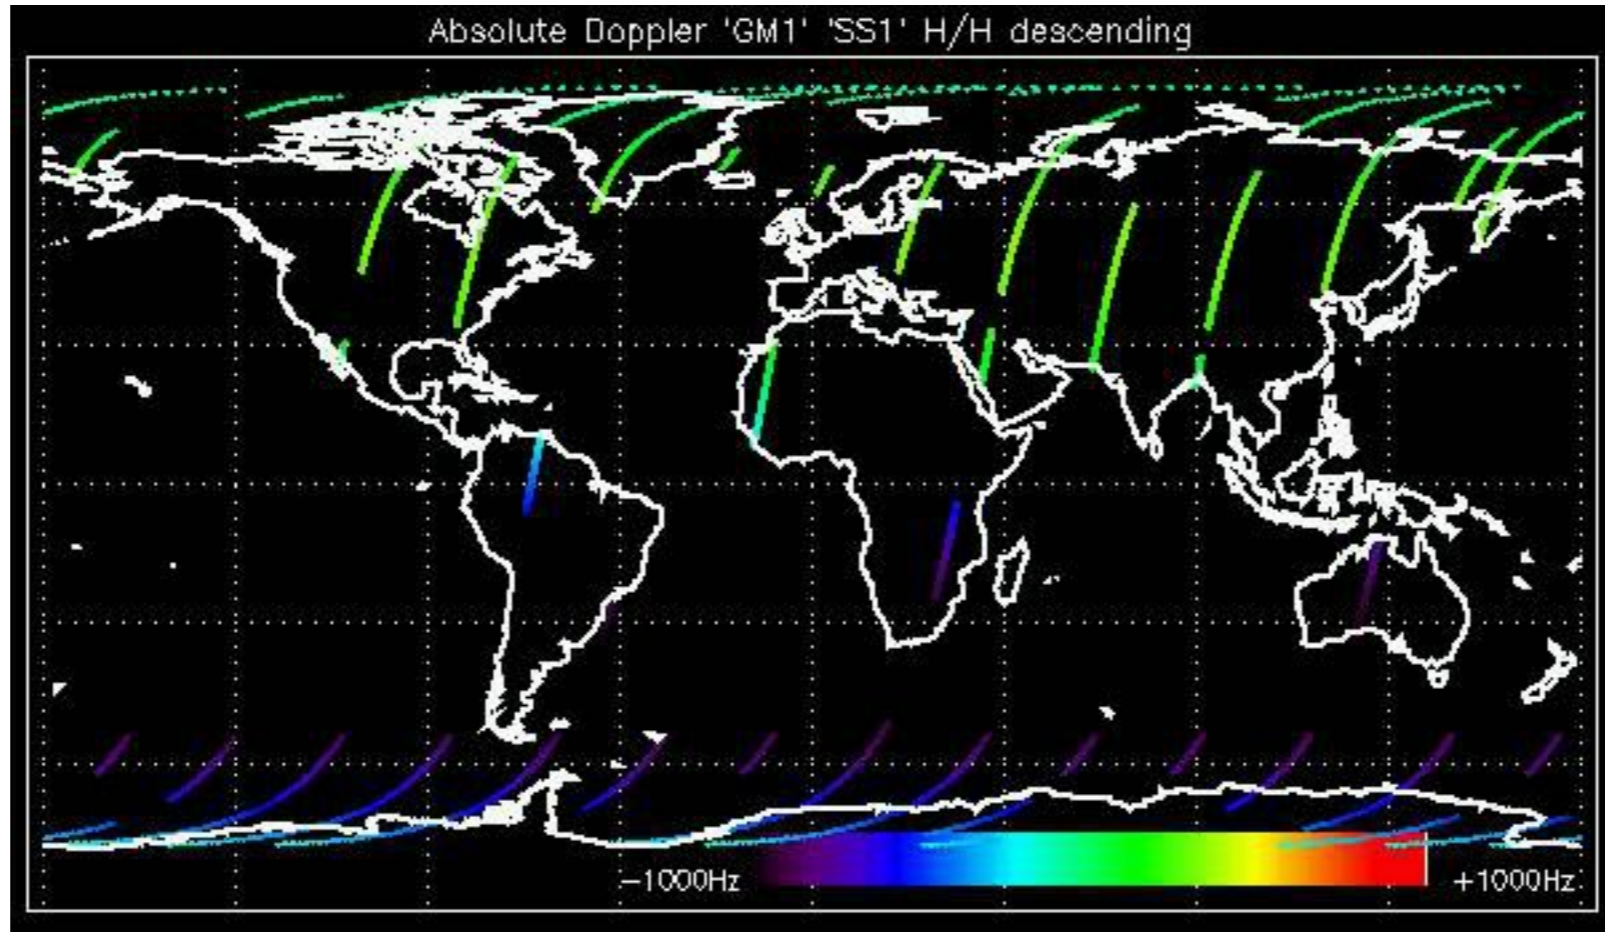 Absolute Doppler 'GM1' 'SS1' H/H descending
−1000Hz
+1000Hz